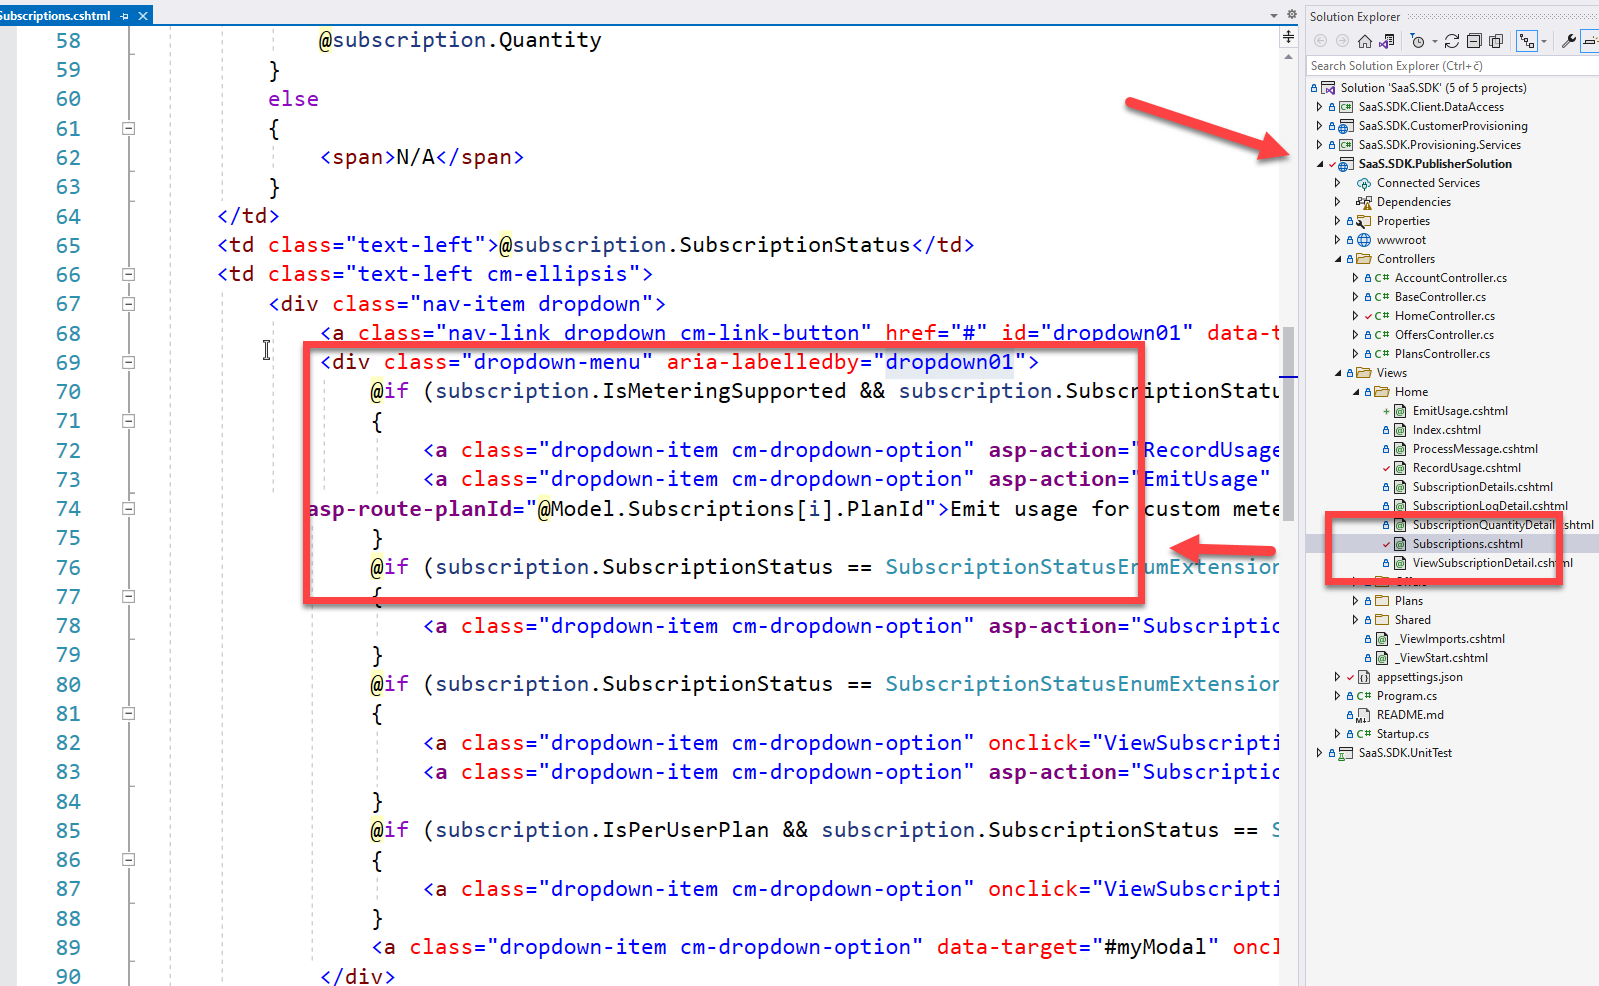 Subscriptions.cshtml
58 @subscription.Quantity
59 }
60 else
61 {
62 <span>N/A</span>
63 }
64 </td>
65 <td class="text-left">@subscription.SubscriptionStatus</td>
66 <td class="text-left cm-ellipsis">
67 <div class="nav-item dropdown">
68 <a class="nav-link dropdown cm-link-button" href="#" id="dropdown01" data-t
69 <div class="dropdown-menu" aria-labelledby="dropdown01">
70 @if (subscription.IsMeteringSupported && subscription.SubscriptionStatu
71 {
72 <a class="dropdown-item cm-dropdown-option" asp-action="RecordUsage
73 <a class="dropdown-item cm-dropdown-option" asp-action="EmitUsage"
74 asp-route-planId="@Model.Subscriptions[i].PlanId">Emit usage for custom mete
75 }
76 @if (subscription.SubscriptionStatus == SubscriptionStatusEnumExtension
77 {
78 <a class="dropdown-item cm-dropdown-option" asp-action="Subscriptio
79 }
80 @if (subscription.SubscriptionStatus == SubscriptionStatusEnumExtension
81 {
82 <a class="dropdown-item cm-dropdown-option" onclick="ViewSubscripti
83 <a class="dropdown-item cm-dropdown-option" asp-action="Subscriptio
84 }
85 @if (subscription.IsPerUserPlan && subscription.SubscriptionStatus == S
86 {
87 <a class="dropdown-item cm-dropdown-option" onclick="ViewSubscripti
88 }
89 <a class="dropdown-item cm-dropdown-option" data-target="#myModal" oncl
90 </div>
Solution Explorer
Search Solution Explorer (Ctrl+č)
Solution 'SaaS.SDK' (5 of 5 projects)
SaaS.SDK.Client.DataAccess
SaaS.SDK.CustomerProvisioning
SaaS.SDK.Provisioning.Services
SaaS.SDK.PublisherSolution
Connected Services
Dependencies
Properties
wwwroot
Controllers
C# AccountController.cs
C# BaseController.cs
C# HomeController.cs
C# OffersController.cs
C# PlansController.cs
Views
Home
EmitUsage.cshtml
Index.cshtml
ProcessMessage.cshtml
RecordUsage.cshtml
SubscriptionDetails.cshtml
SubscriptionLogDetail.cshtml
SubscriptionQuantityDetail.cshtml
Subscriptions.cshtml
ViewSubscriptionDetail.cshtml
Offers
Plans
Shared
_ViewImports.cshtml
_ViewStart.cshtml
appsettings.json
C# Program.cs
README.md
C# Startup.cs
SaaS.SDK.UnitTest